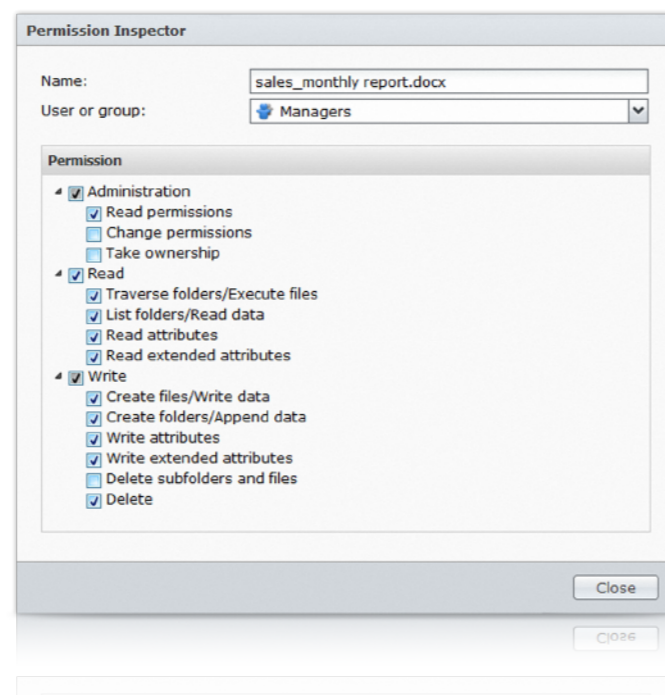 Permission Inspector
Name: sales_monthly report.docx
User or group: Managers
Permission
Administration
Read permissions
Change permissions
Take ownership
Read
Traverse folders/Execute files
List folders/Read data
Read attributes
Read extended attributes
Write
Create files/Write data
Create folders/Append data
Write attributes
Write extended attributes
Delete subfolders and files
Delete
Close
Close